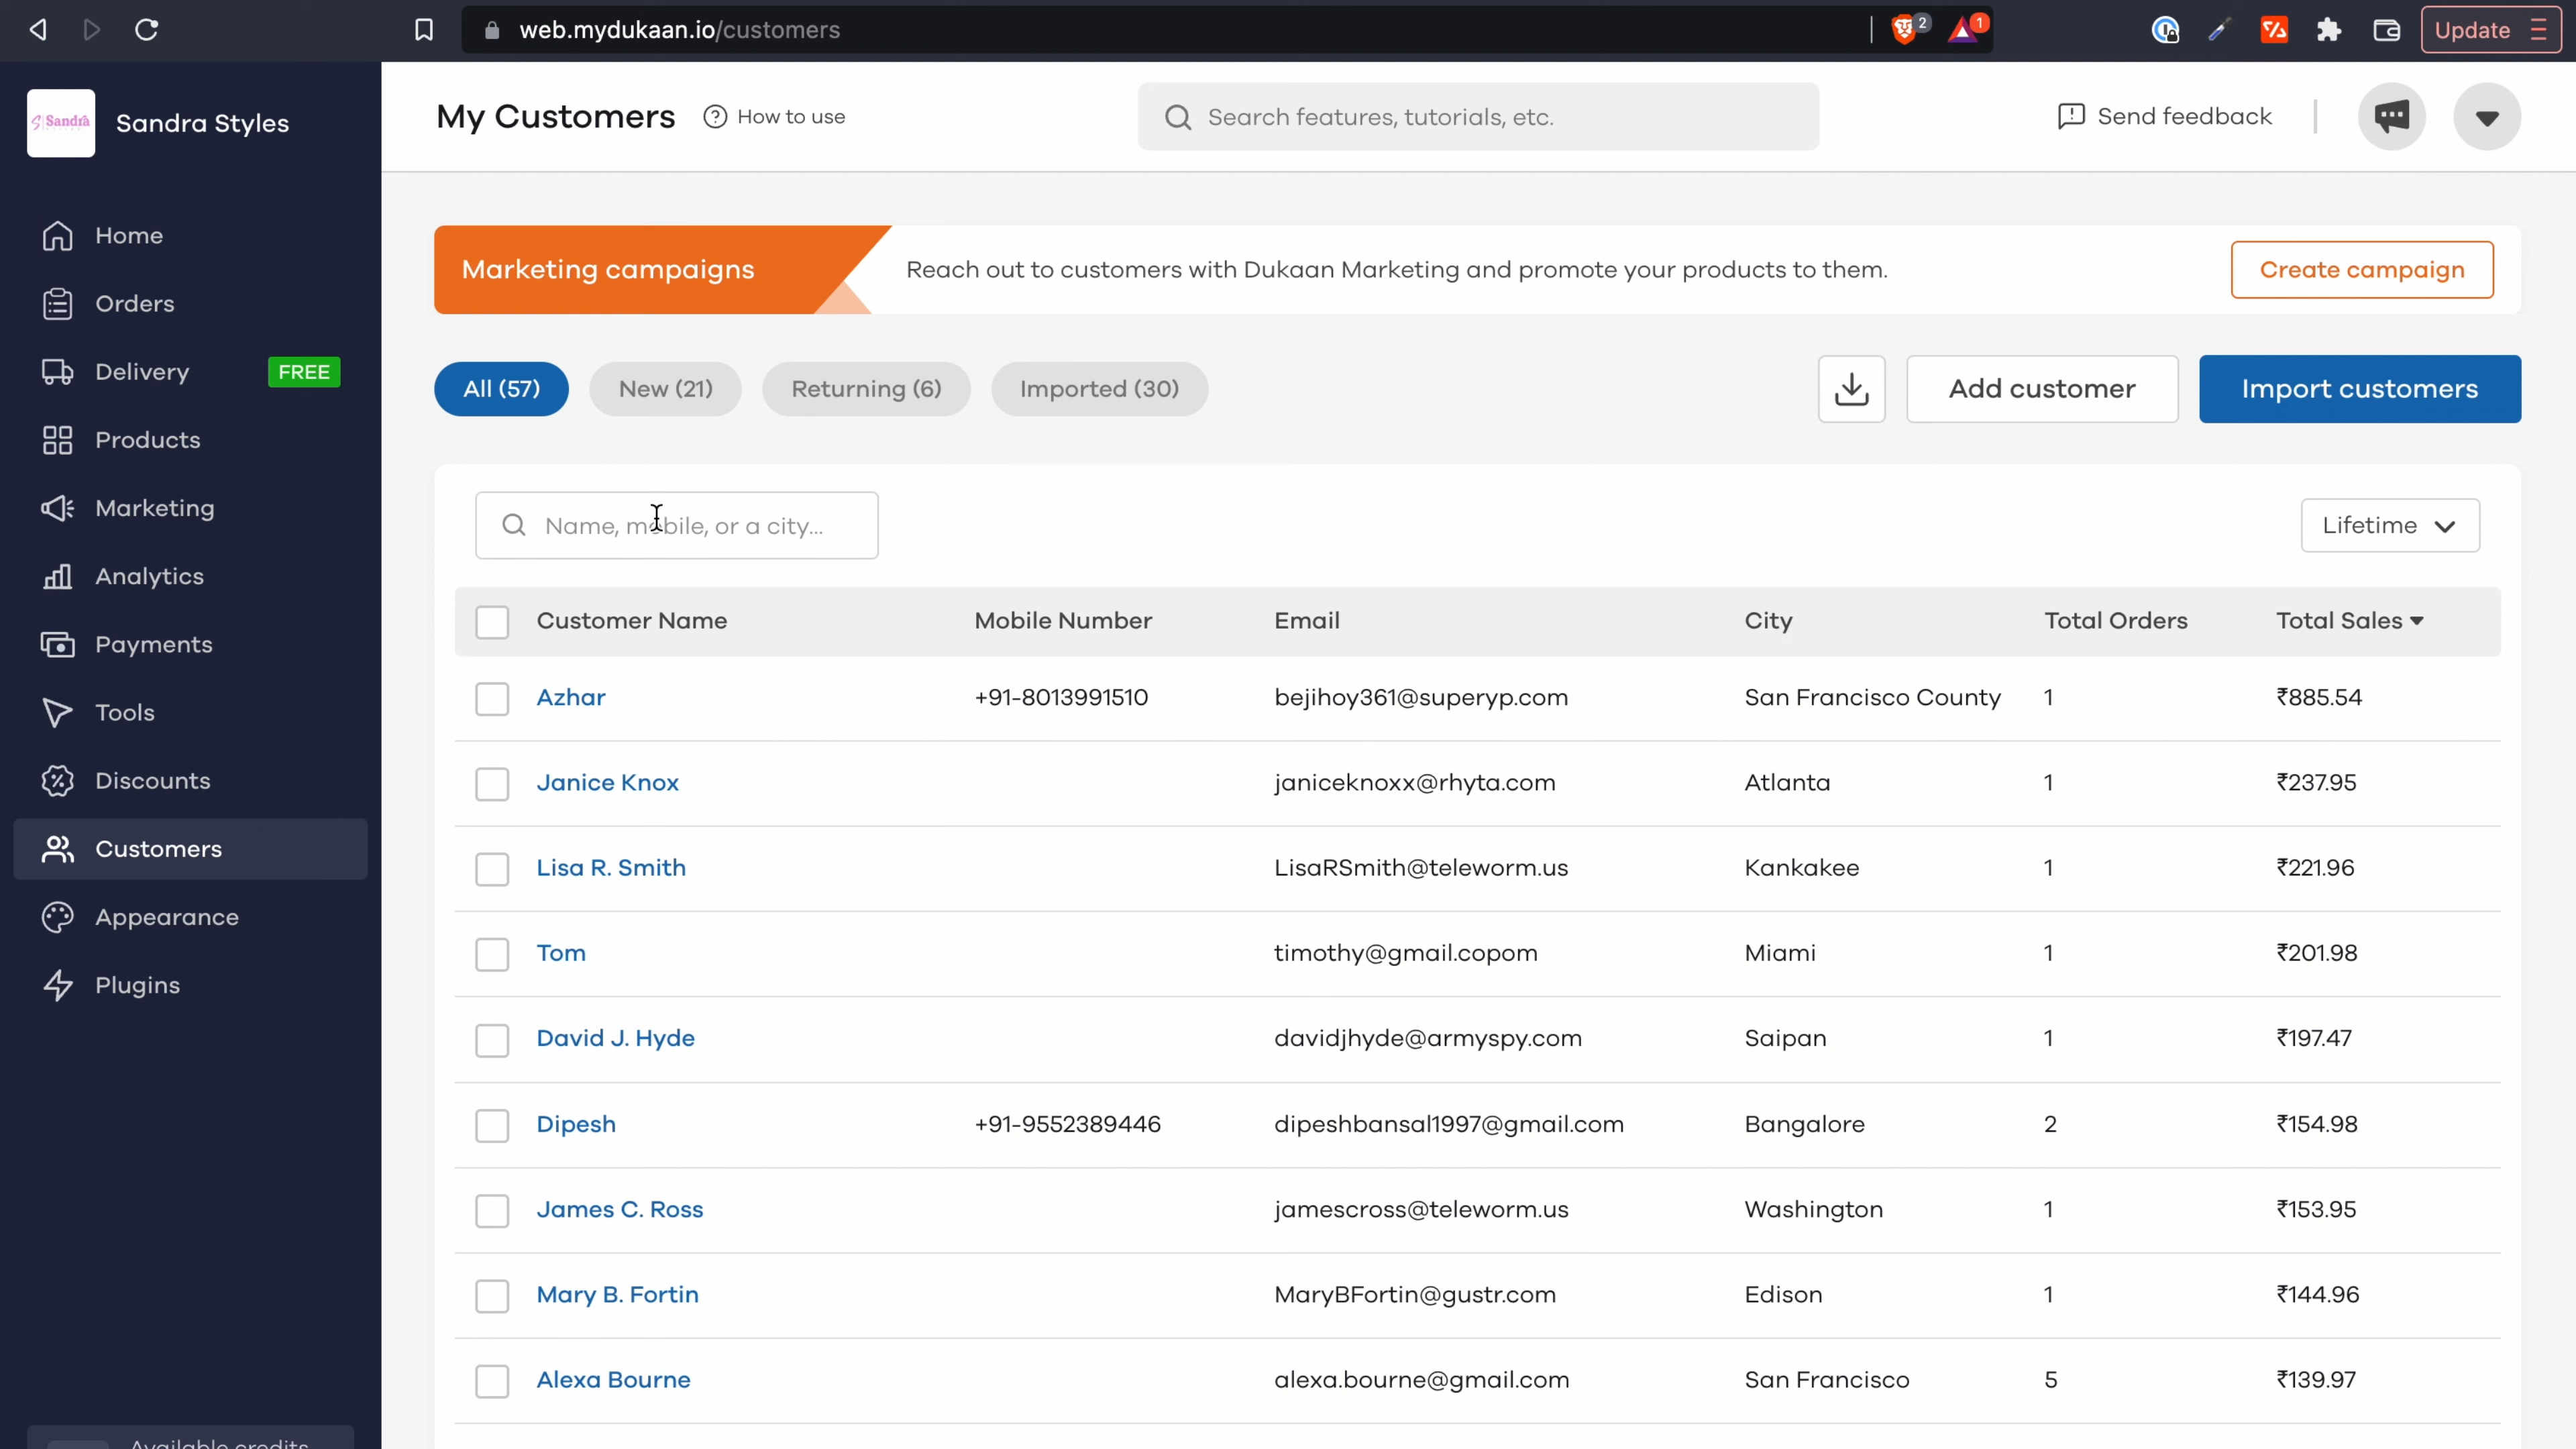 web.mydukaan.io/customers
2
1
Update
Sandra
Sandra Styles
My Customers
How to use
Search features, tutorials, etc.
Send feedback
Home
Orders
Delivery FREE
Products
Marketing
Analytics
Payments
Tools
Discounts
Customers
Appearance
Plugins
Available credits
Marketing campaigns
Reach out to customers with Dukaan Marketing and promote your products to them.
Create campaign
All (57) New (21) Returning (6) Imported (30)
Add customer
Import customers
Name, mobile, or a city...
Lifetime
Customer Name Mobile Number Email City Total Orders Total Sales
Azhar +91-8013991510 bejihoy361@superyp.com San Francisco County 1 ₹885.54
Janice Knox janiceknoxx@rhyta.com Atlanta 1 ₹237.95
Lisa R. Smith LisaRSmith@teleworm.us Kankakee 1 ₹221.96
Tom timothy@gmail.copom Miami 1 ₹201.98
David J. Hyde davidjhyde@armyspy.com Saipan 1 ₹197.47
Dipesh +91-9552389446 dipeshbansal1997@gmail.com Bangalore 2 ₹154.98
James C. Ross jamescross@teleworm.us Washington 1 ₹153.95
Mary B. Fortin MaryBFortin@gustr.com Edison 1 ₹144.96
Alexa Bourne alexa.bourne@gmail.com San Francisco 5 ₹139.97